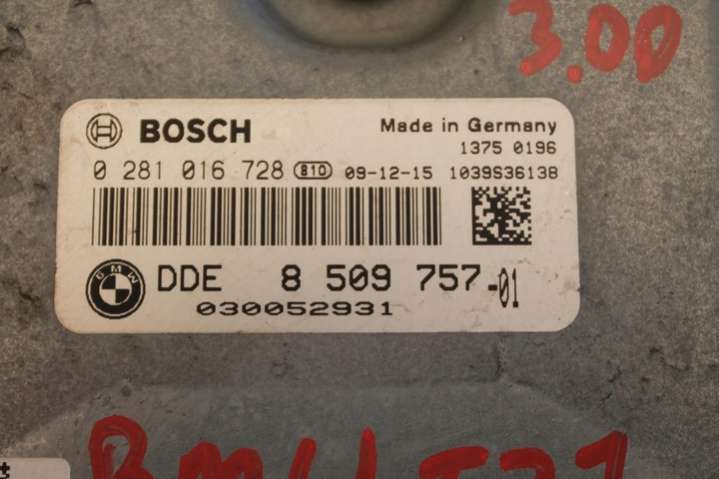 3.00
BOSCH Made in Germany
1375 0196
0 281 016 728 810 09-12-15 1039S36138
BMW DDE 8 509 757-01
030052931